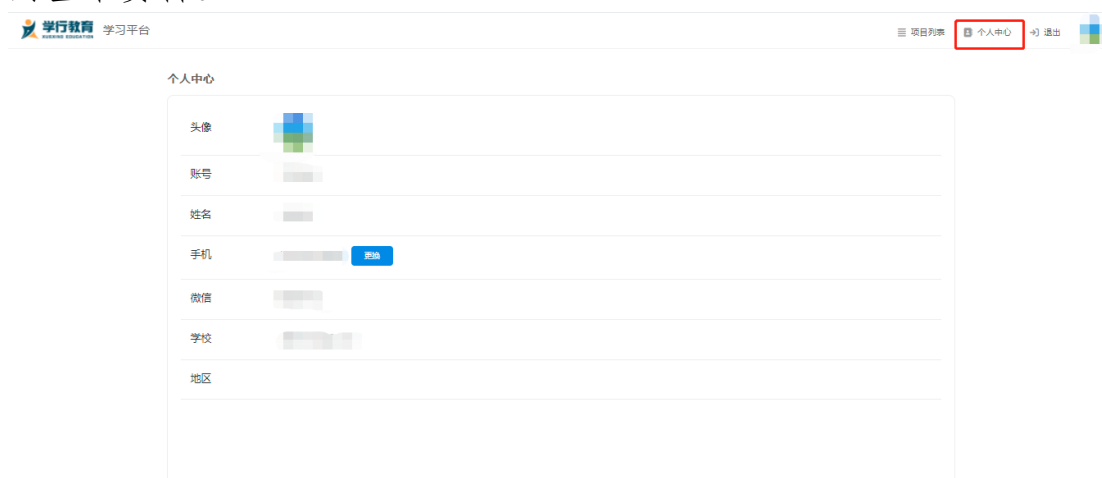 学行教育 学习平台 项目列表 个人中心 退出
XUEXING EDUCATION
个人中心
头像
账号
姓名
手机 更换
微信
学校
地区